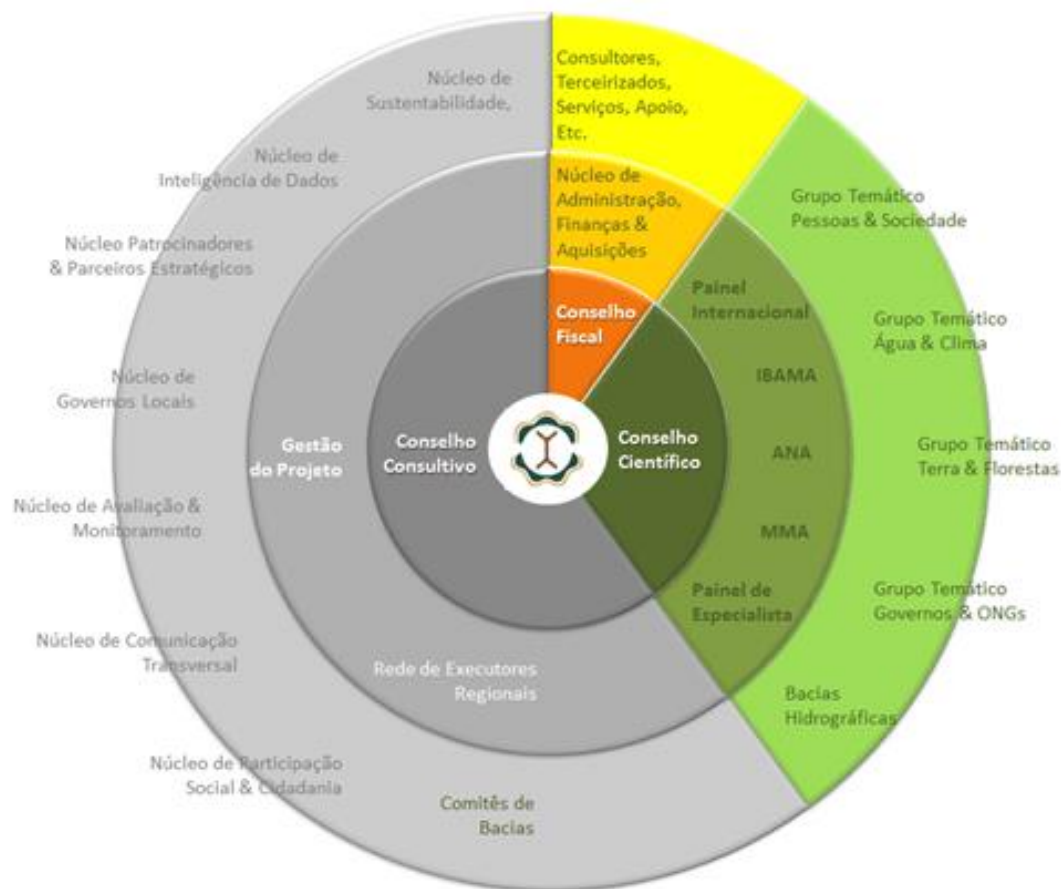 Núcleo de
Sustentabilidade,
Núcleo de
Inteligência de Dados
Núcleo Patrocinadores
& Parceiros Estratégicos
Núcleo de
Governos Locais
Núcleo de Avaliação &
Monitoramento
Núcleo de Comunicação
Transversal
Núcleo de Participação
Social & Cidadania
Comitês de
Bacias
Gestão
do Projeto
Rede de Executores
Regionais
Conselho
Consultivo
Consultores,
Terceirizados,
Serviços, Apoio,
Etc.
Núcleo de
Administração,
Finanças &
Aquisições
Conselho
Fiscal
Conselho
Científico
Painel
Internacional
IBAMA
ANA
MMA
Painel de
Especialista
Grupo Temático
Pessoas & Sociedade
Grupo Temático
Água & Clima
Grupo Temático
Terra & Florestas
Grupo Temático
Governos & ONGs
Bacias
Hidrográficas